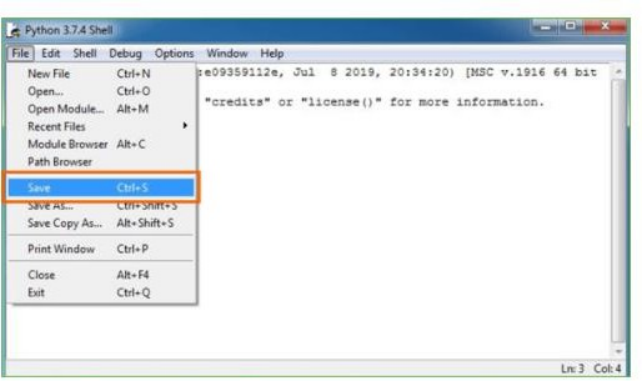 Python 3.7.4 Shell
File Edit Shell Debug Options Window Help
New File Ctrl+N
:e09359112e, Jul 8 2019, 20:34:20) [MSC v.1916 64 bit
Open... Ctrl+O
Open Module... Alt+M
"credits" or "license()" for more information.
Recent Files
Module Browser Alt+C
Path Browser
Save Ctrl+S
Save As... Ctrl+Shift+S
Save Copy As... Alt+Shift+S
Print Window Ctrl+P
Close Alt+F4
Exit Ctrl+Q
Ln: 3 Col: 4